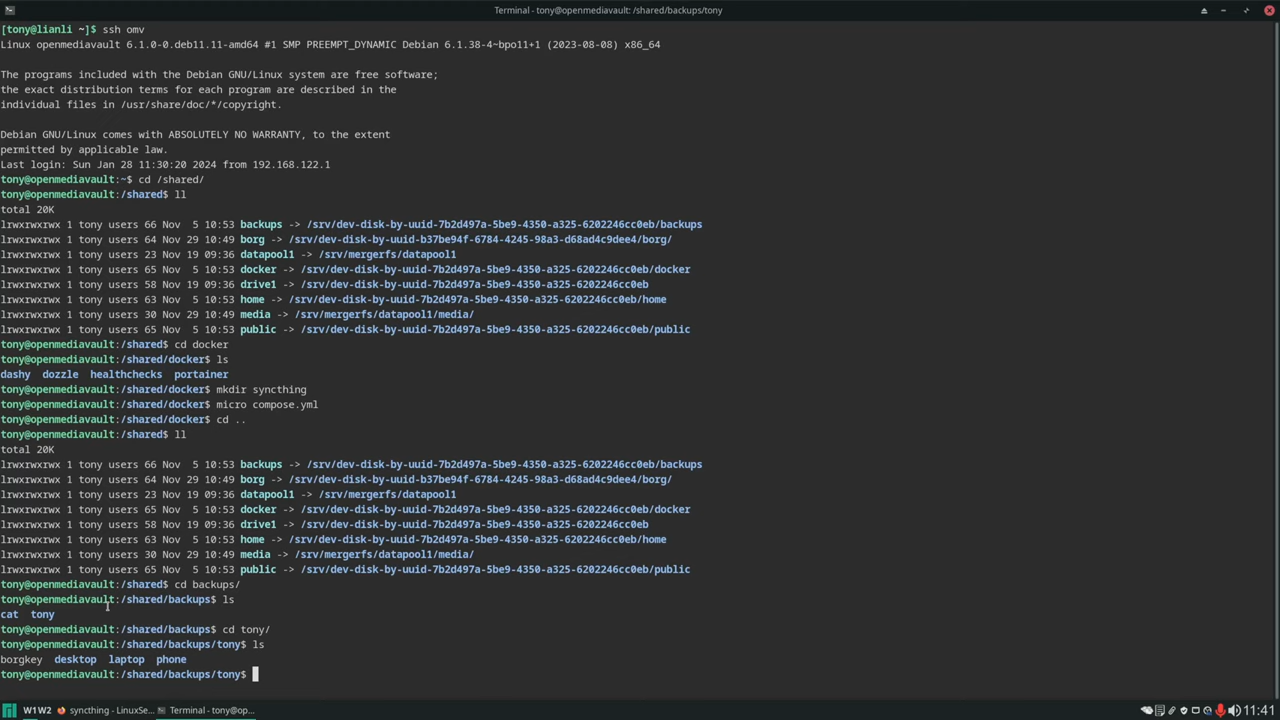 Terminal - tony@openmediavault: /shared/backups/tony
[tony@lianli ~]$ ssh omv
Linux openmediavault 6.1.0-0.deb11.11-amd64 #1 SMP PREEMPT_DYNAMIC Debian 6.1.38-4~bpo11+1 (2023-08-08) x86_64
The programs included with the Debian GNU/Linux system are free software;
the exact distribution terms for each program are described in the
individual files in /usr/share/doc/*/copyright.
Debian GNU/Linux comes with ABSOLUTELY NO WARRANTY, to the extent
permitted by applicable law.
Last login: Sun Jan 28 11:30:20 2024 from 192.168.122.1
tony@openmediavault:~$ cd /shared/
tony@openmediavault:/shared$ ll
total 20K
lrwxrwxrwx 1 tony users 66 Nov  5 10:53 backups -> /srv/dev-disk-by-uuid-7b2d497a-5be9-4350-a325-6202246cc0eb/backups
lrwxrwxrwx 1 tony users 64 Nov 29 10:49 borg -> /srv/dev-disk-by-uuid-b37be94f-6784-4245-98a3-d68ad4c9dee4/borg/
lrwxrwxrwx 1 tony users 23 Nov 19 09:36 datapool1 -> /srv/mergerfs/datapool1
lrwxrwxrwx 1 tony users 65 Nov  5 10:53 docker -> /srv/dev-disk-by-uuid-7b2d497a-5be9-4350-a325-6202246cc0eb/docker
lrwxrwxrwx 1 tony users 58 Nov 19 09:36 drive1 -> /srv/dev-disk-by-uuid-7b2d497a-5be9-4350-a325-6202246cc0eb
lrwxrwxrwx 1 tony users 63 Nov  5 10:53 home -> /srv/dev-disk-by-uuid-7b2d497a-5be9-4350-a325-6202246cc0eb/home
lrwxrwxrwx 1 tony users 30 Nov 29 10:49 media -> /srv/mergerfs/datapool1/media/
lrwxrwxrwx 1 tony users 65 Nov  5 10:53 public -> /srv/dev-disk-by-uuid-7b2d497a-5be9-4350-a325-6202246cc0eb/public
tony@openmediavault:/shared$ cd docker
tony@openmediavault:/shared/docker$ ls
dashy  dozzle  healthchecks  portainer
tony@openmediavault:/shared/docker$ mkdir syncthing
tony@openmediavault:/shared/docker$ micro compose.yml
tony@openmediavault:/shared/docker$ cd ..
tony@openmediavault:/shared$ ll
total 20K
lrwxrwxrwx 1 tony users 66 Nov  5 10:53 backups -> /srv/dev-disk-by-uuid-7b2d497a-5be9-4350-a325-6202246cc0eb/backups
lrwxrwxrwx 1 tony users 64 Nov 29 10:49 borg -> /srv/dev-disk-by-uuid-b37be94f-6784-4245-98a3-d68ad4c9dee4/borg/
lrwxrwxrwx 1 tony users 23 Nov 19 09:36 datapool1 -> /srv/mergerfs/datapool1
lrwxrwxrwx 1 tony users 65 Nov  5 10:53 docker -> /srv/dev-disk-by-uuid-7b2d497a-5be9-4350-a325-6202246cc0eb/docker
lrwxrwxrwx 1 tony users 58 Nov 19 09:36 drive1 -> /srv/dev-disk-by-uuid-7b2d497a-5be9-4350-a325-6202246cc0eb
lrwxrwxrwx 1 tony users 63 Nov  5 10:53 home -> /srv/dev-disk-by-uuid-7b2d497a-5be9-4350-a325-6202246cc0eb/home
lrwxrwxrwx 1 tony users 30 Nov 29 10:49 media -> /srv/mergerfs/datapool1/media/
lrwxrwxrwx 1 tony users 65 Nov  5 10:53 public -> /srv/dev-disk-by-uuid-7b2d497a-5be9-4350-a325-6202246cc0eb/public
tony@openmediavault:/shared$ cd backups/
tony@openmediavault:/shared/backups$ ls
cat  tony
tony@openmediavault:/shared/backups$ cd tony/
tony@openmediavault:/shared/backups/tony$ ls
borgkey  desktop  laptop  phone
tony@openmediavault:/shared/backups/tony$
W1W2 syncthing - LinuxSe... Terminal - tony@op... 11:41